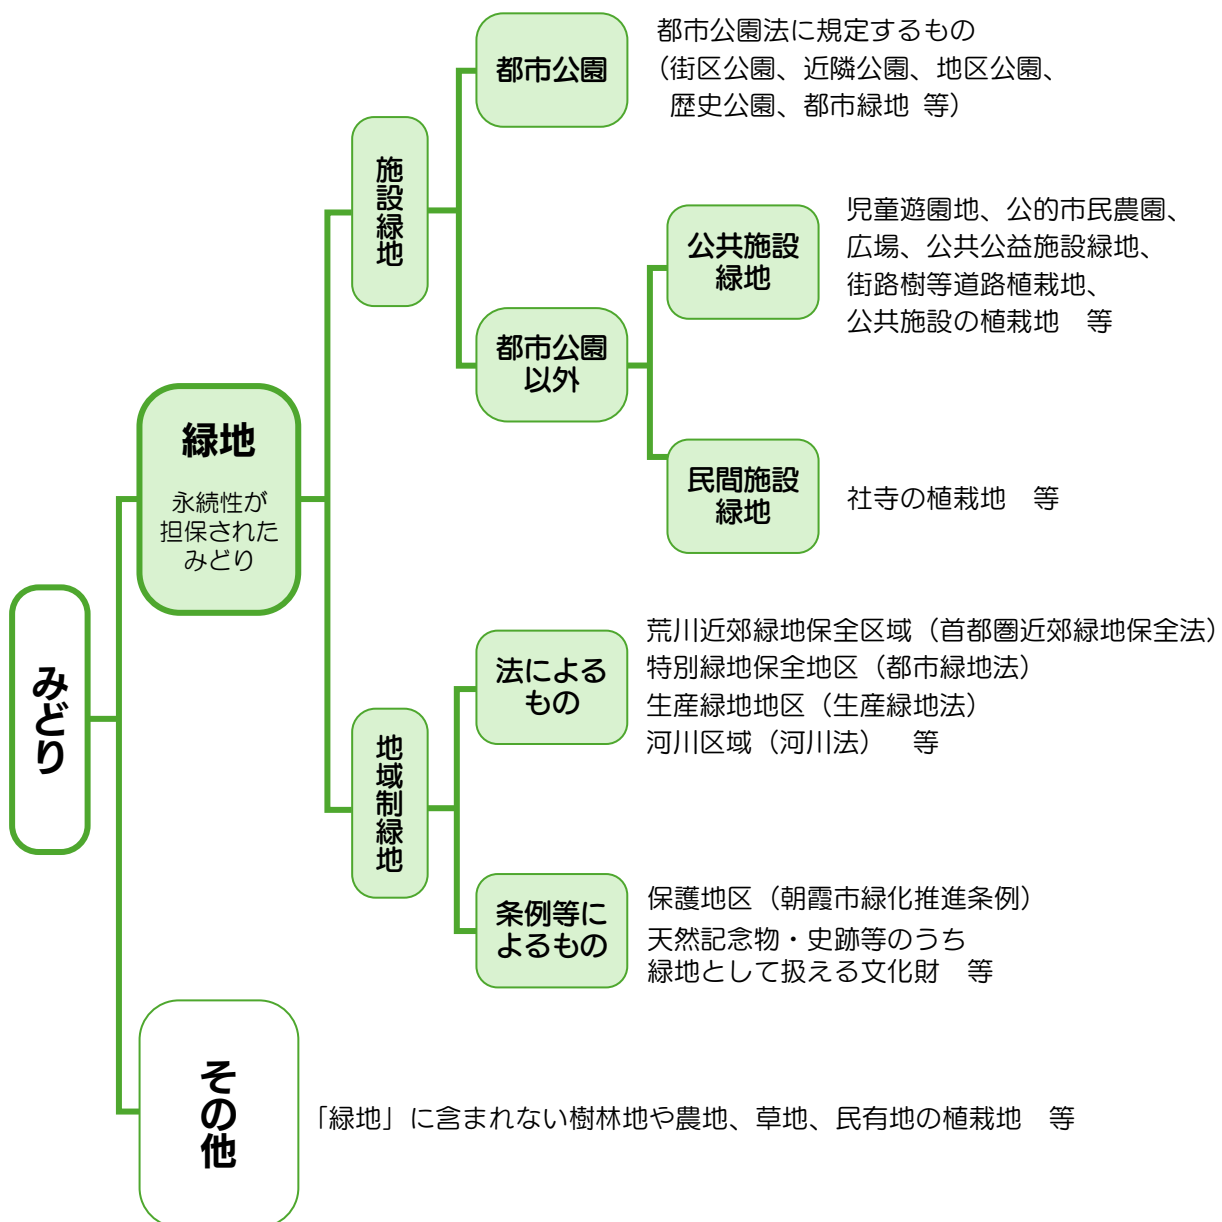 みどり
緑地
永続性が
担保された
みどり
施設緑地
都市公園
都市公園法に規定するもの
（街区公園、近隣公園、地区公園、
歴史公園、都市緑地 等）
都市公園
以外
公共施設
緑地
児童遊園地、公的市民農園、
広場、公共公益施設緑地、
街路樹等道路植栽地、
公共施設の植栽地　等
民間施設
緑地
社寺の植栽地　等
地域制緑地
法による
もの
荒川近郊緑地保全区域（首都圏近郊緑地保全法）
特別緑地保全地区（都市緑地法）
生産緑地地区（生産緑地法）
河川区域（河川法）　等
条例等に
よるもの
保護地区（朝霞市緑化推進条例）
天然記念物・史跡等のうち
緑地として扱える文化財　等
その他
「緑地」に含まれない樹林地や農地、草地、民有地の植栽地　等